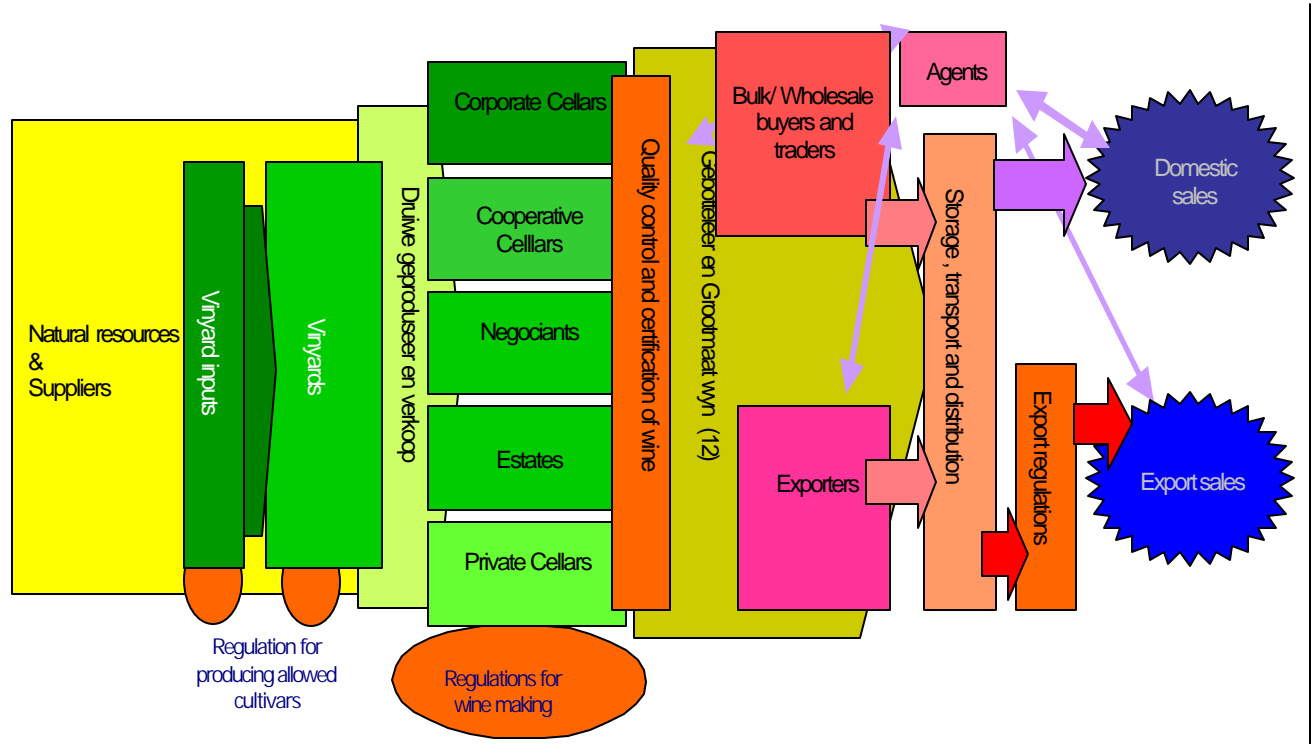 Natural resources
&
Suppliers
Vinyard inputs
Vinyards
Regulation for
producing allowed
cultivars
Druiwe geproduseer en verkoop
Corporate Cellars
Cooperative
Celllars
Negociants
Estates
Private Cellars
Regulations for
wine making
Quality control and certification of wine
Gebotteleer en Grootmaat wyn (12)
Bulk/ Wholesale
buyers and
traders
Exporters
Agents
Storage , transport and distribution
Export regulations
Domestic
sales
Export sales